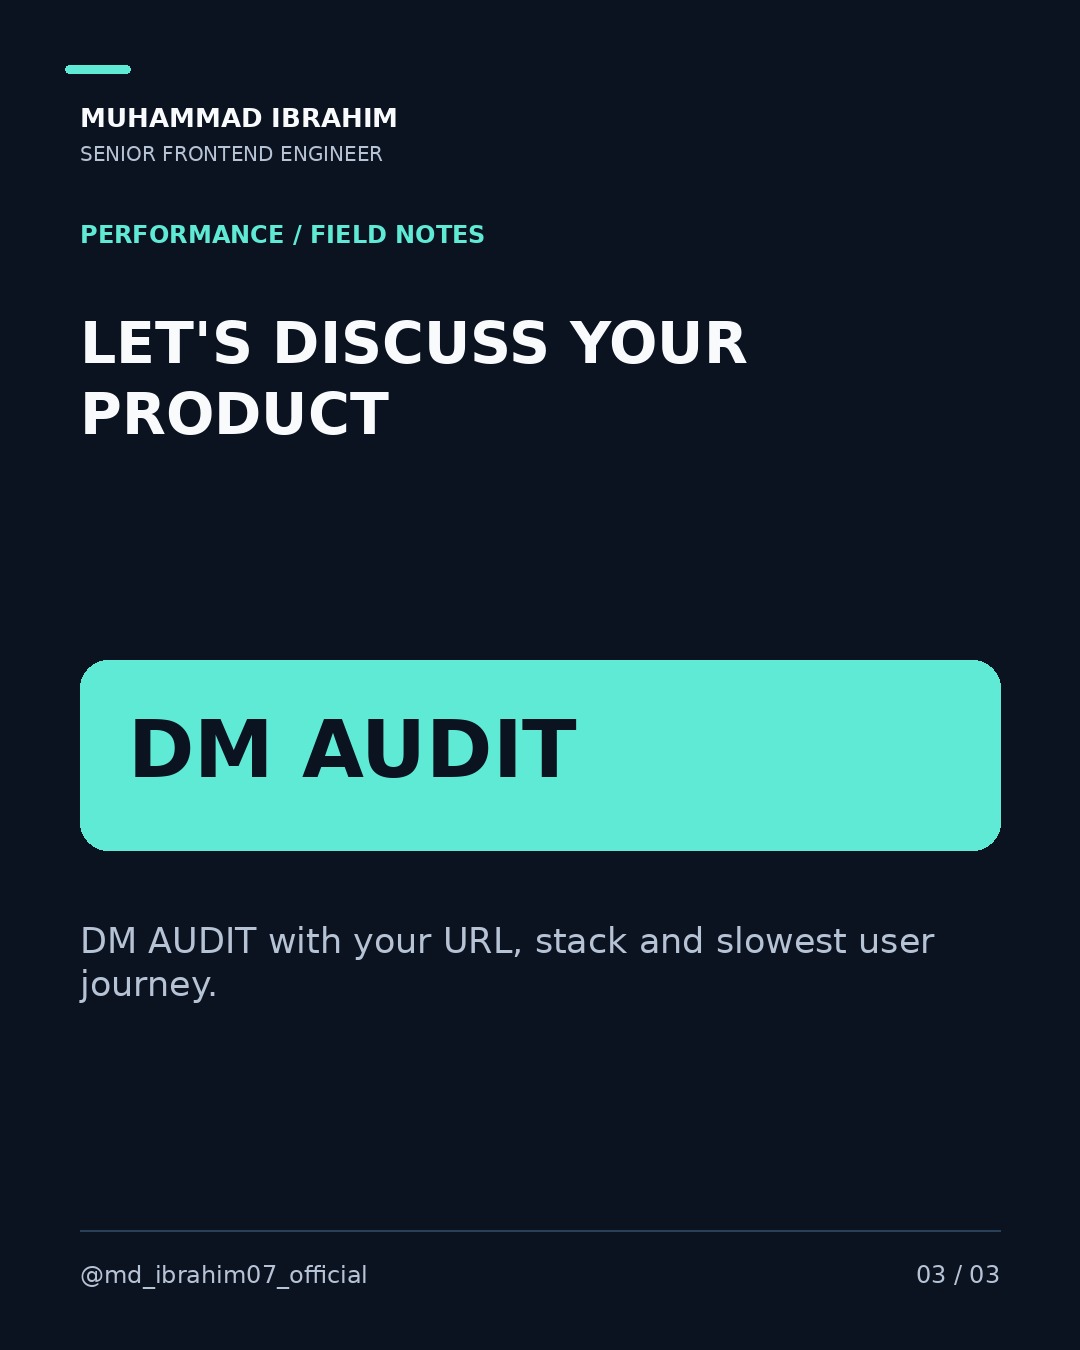 MUHAMMAD IBRAHIM
SENIOR FRONTEND ENGINEER
PERFORMANCE / FIELD NOTES
LET'S DISCUSS YOUR
PRODUCT
DM AUDIT
DM AUDIT with your URL, stack and slowest user
journey.
@md_ibrahim07_official
03 / 03